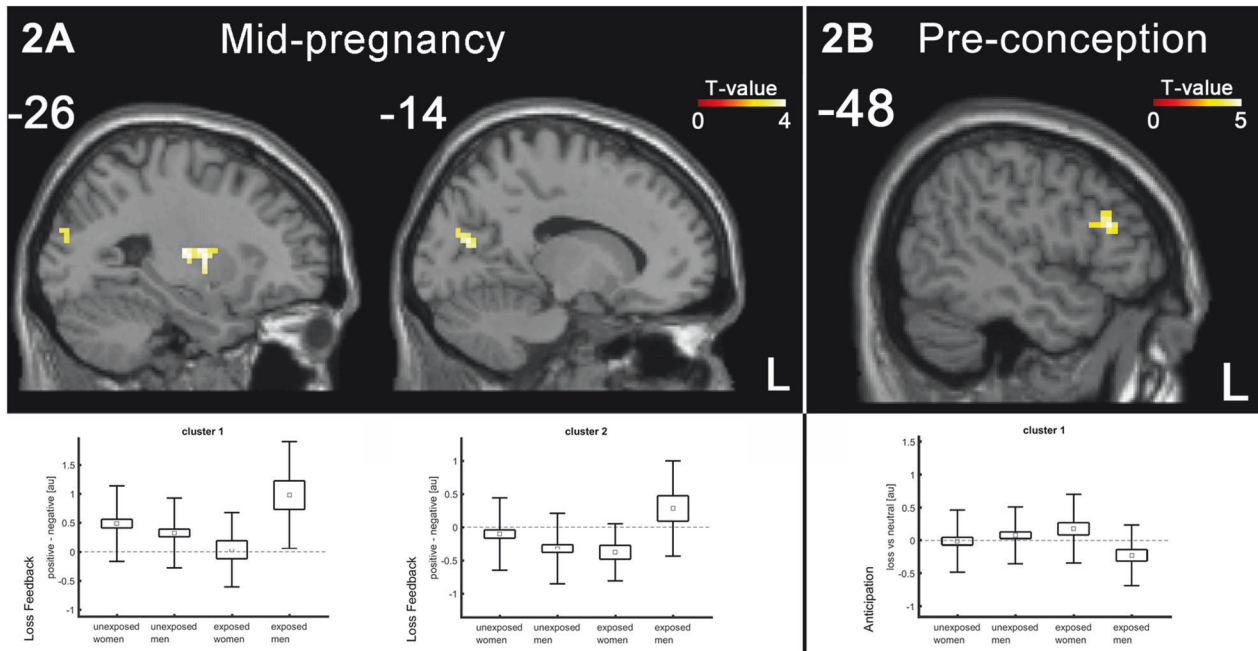 2A Mid-pregnancy
-26
-14
T-value
0 4
L
2B Pre-conception
-48
T-value
0 5
L
cluster 1
Loss Feedback
positive - negative [au]
1.5
1
0.5
0
-0.5
-1
unexposed women
unexposed men
exposed women
exposed men
cluster 2
Loss Feedback
positive - negative [au]
1
0.5
0
-0.5
-1
unexposed women
unexposed men
exposed women
exposed men
cluster 1
Anticipation
loss vs neutral [au]
1.5
1
0.5
0
-0.5
-1
unexposed women
unexposed men
exposed women
exposed men